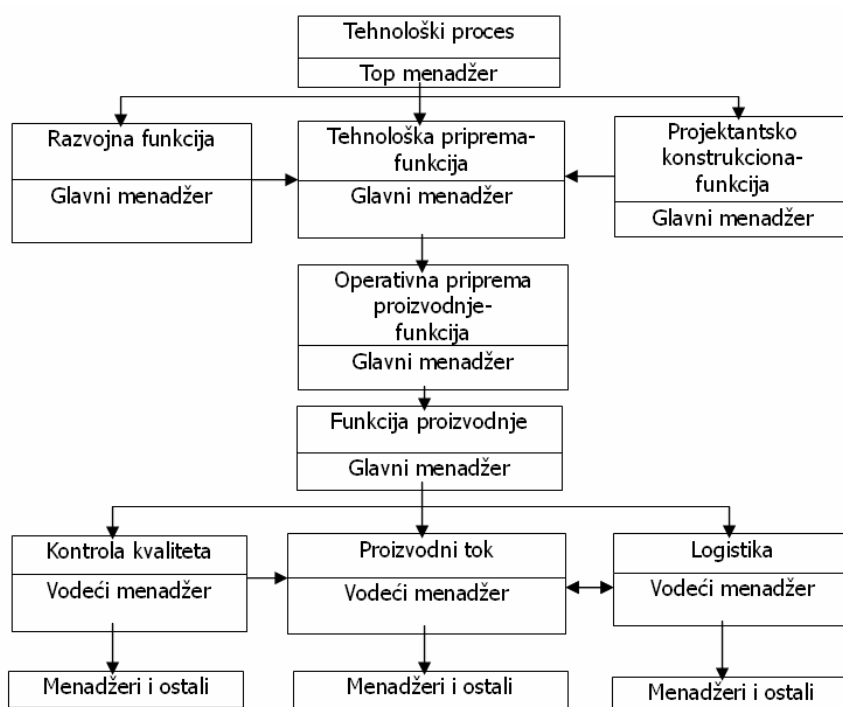 Tehnološki proces
Top menadžer
Razvojna funkcija
Glavni menadžer
Tehnološka priprema-
funkcija
Glavni menadžer
Projektantsko
konstrukciona-
funkcija
Glavni menadžer
Operativna priprema
proizvodnje-
funkcija
Glavni menadžer
Funkcija proizvodnje
Glavni menadžer
Kontrola kvaliteta
Vodeći menadžer
Proizvodni tok
Vodeći menadžer
Logistika
Vodeći menadžer
Menadžeri i ostali
Menadžeri i ostali
Menadžeri i ostali